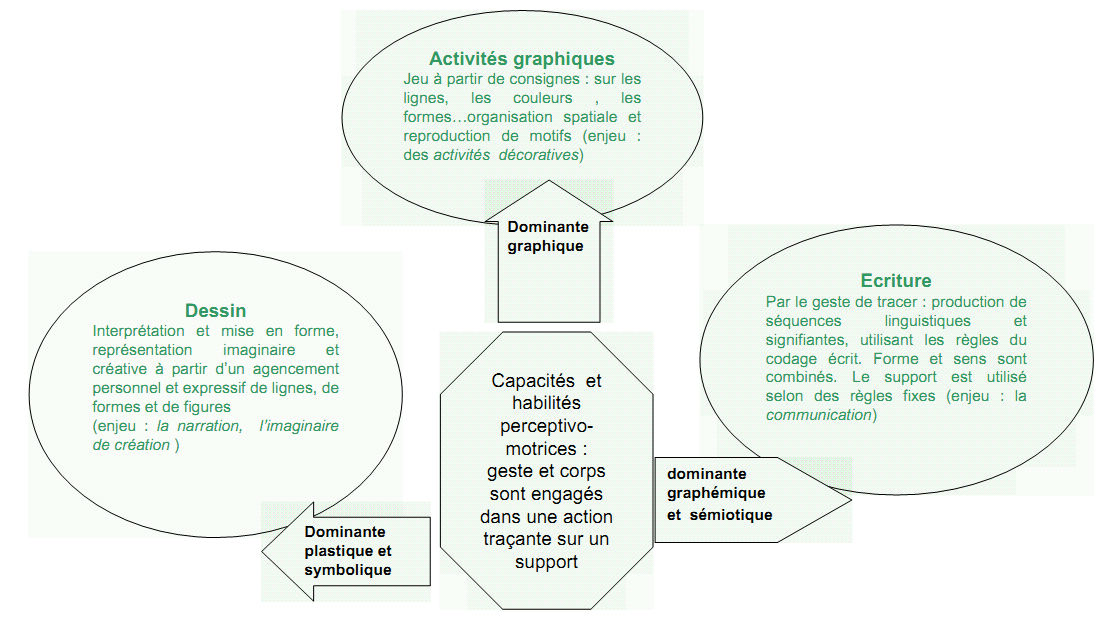 Activités graphiques
Jeu à partir de consignes : sur les
lignes, les couleurs , les
formes…organisation spatiale et
reproduction de motifs (enjeu :
des activités décoratives)
Dominante
graphique
Ecriture
Par le geste de tracer : production de
séquences linguistiques et
signifiantes, utilisant les règles du
codage écrit. Forme et sens sont
combinés. Le support est utilisé
selon des règles fixes (enjeu : la
communication)
Dessin
Interprétation et mise en forme,
représentation imaginaire et
créative à partir d'un agencement
personnel et expressif de lignes, de
formes et de figures
(enjeu : la narration, l'imaginaire
de création )
Capacités et
habilités
perceptivo-
motrices :
geste et corps
sont engagés
dans une action
traçante sur un
support
dominante
graphémique
et sémiotique
Dominante
plastique et
symbolique